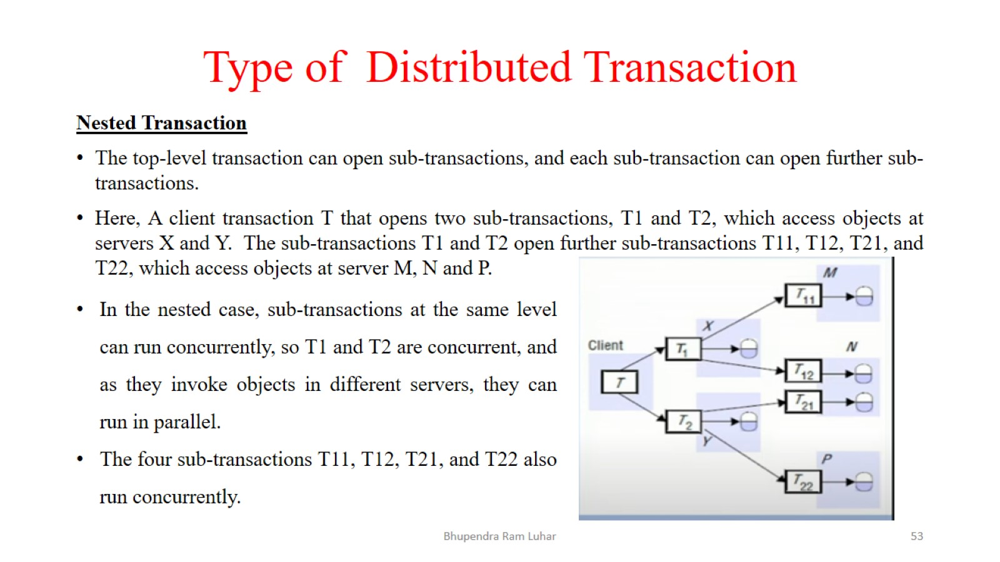 Type of  Distributed Transaction
Nested Transaction
• The top-level transaction can open sub-transactions, and each sub-transaction can open further sub-
transactions.
• Here, A client transaction T that opens two sub-transactions, T1 and T2, which access objects at
servers X and Y.  The sub-transactions T1 and T2 open further sub-transactions T11, T12, T21, and
T22, which access objects at server M, N and P.
• In the nested case, sub-transactions at the same level
can run concurrently, so T1 and T2 are concurrent, and
as they invoke objects in different servers, they can
run in parallel.
• The four sub-transactions T11, T12, T21, and T22 also
run concurrently.
M
T11
X
Client
T1
N
T12
T
T21
T2
Y
P
T22
Bhupendra Ram Luhar
53